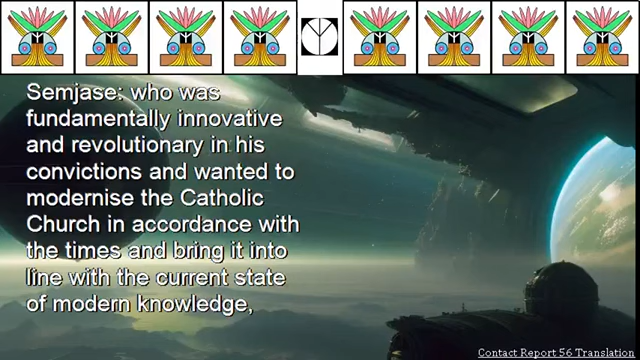 Semjase: who was
fundamentally innovative
and revolutionary in his
convictions and wanted to
modernise the Catholic
Church in accordance with
the times and bring it into
line with the current state
of modern knowledge,
Contact Report 56 Translation